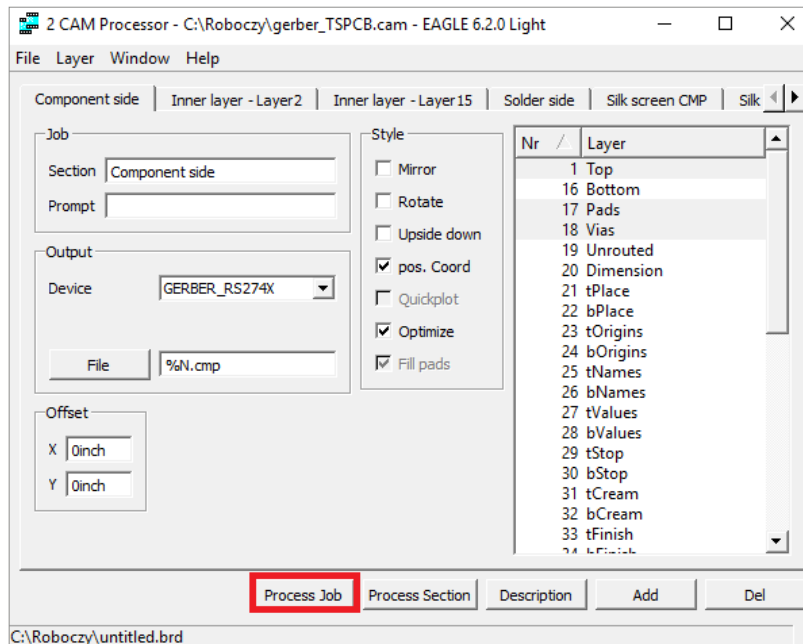 2 CAM Processor - C:\Roboczy\gerber_TSPCB.cam - EAGLE 6.2.0 Light
File Layer Window Help
Component side Inner layer - Layer2 Inner layer - Layer15 Solder side Silk screen CMP Silk
Job
Section Component side
Prompt
Output
Device GERBER_RS274X
File %N.cmp
Offset
X 0inch
Y 0inch
Style
Mirror
Rotate
Upside down
pos. Coord
Quickplot
Optimize
Fill pads
Nr Layer
1 Top
16 Bottom
17 Pads
18 Vias
19 Unrouted
20 Dimension
21 tPlace
22 bPlace
23 tOrigins
24 bOrigins
25 tNames
26 bNames
27 tValues
28 bValues
29 tStop
30 bStop
31 tCream
32 bCream
33 tFinish
34 bFinish
Process Job Process Section Description Add Del
C:\Roboczy\untitled.brd